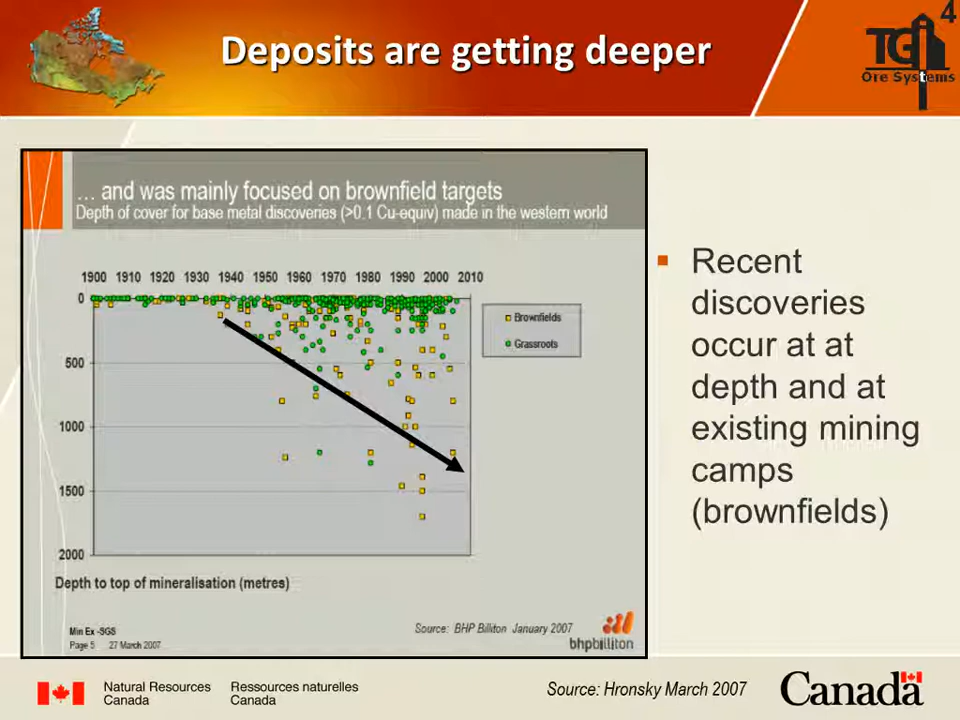 Deposits are getting deeper
4
TGI
Ore Systems
… and was mainly focused on brownfield targets
Depth of cover for base metal discoveries (>0.1 Cu-equiv) made in the western world
1900 1910 1920 1930 1940 1950 1960 1970 1980 1990 2000 2010
0
500
1000
1500
2000
Brownfields
Grassroots
Depth to top of mineralisation (metres)
Min Ex -SGS
Page 5 27 March 2007
Source: BHP Billiton January 2007
bhpbilliton
▪ Recent
discoveries
occur at at
depth and at
existing mining
camps
(brownfields)
Natural Resources
Canada
Ressources naturelles
Canada
Source: Hronsky March 2007
Canada